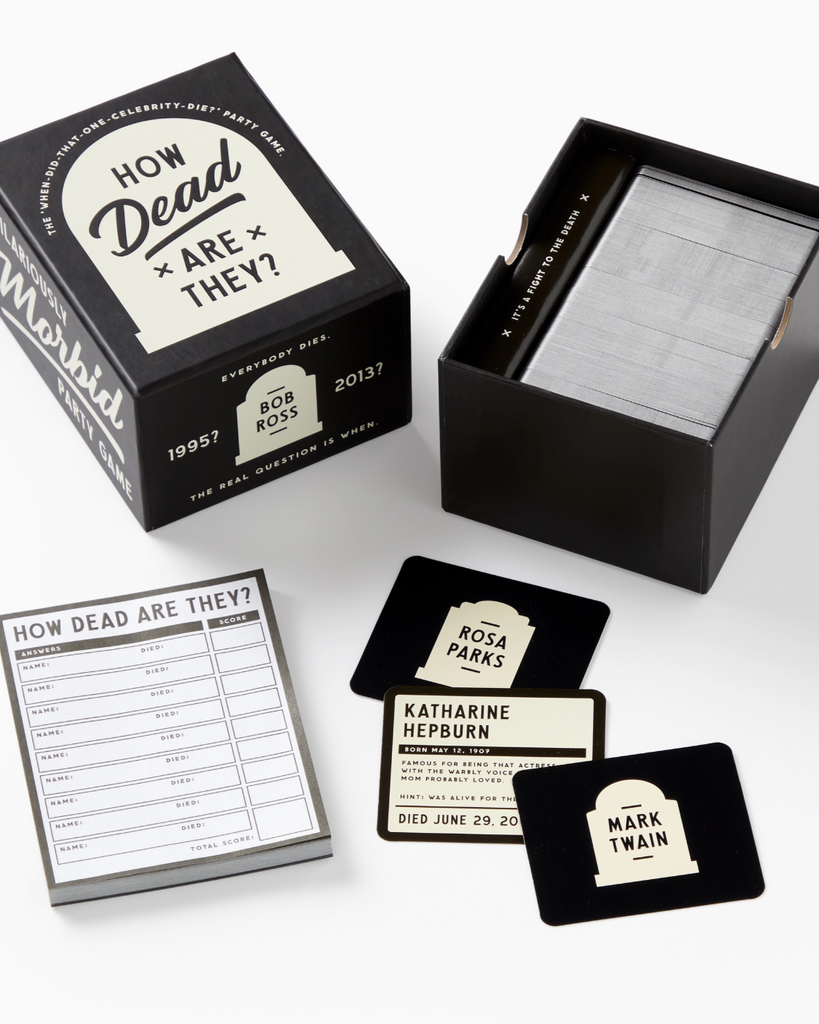 THE "WHEN-DID-THAT-ONE-CELEBRITY-DIE?" PARTY GAME.
HOW
Dead
× ARE ×
THEY?
Morbid
PARTY GAME
EVERYBODY DIES.
1995?
BOB
ROSS
2013?
THE REAL QUESTION IS WHEN.
× IT'S A FIGHT TO THE DEATH ×
HOW DEAD ARE THEY?
ANSWERS SCORE
NAME: DIED:
NAME: DIED:
NAME: DIED:
NAME: DIED:
NAME: DIED:
NAME: DIED:
NAME: DIED:
NAME: DIED:
NAME:
TOTAL SCORE:
ROSA
PARKS
KATHARINE
HEPBURN
BORN MAY 12, 1907
FAMOUS FOR BEING THAT ACTRESS
WITH THE WARBLY VOICE
MOM PROBABLY LOVED.
HINT: WAS ALIVE FOR THE
DIED JUNE 29, 20
MARK
TWAIN